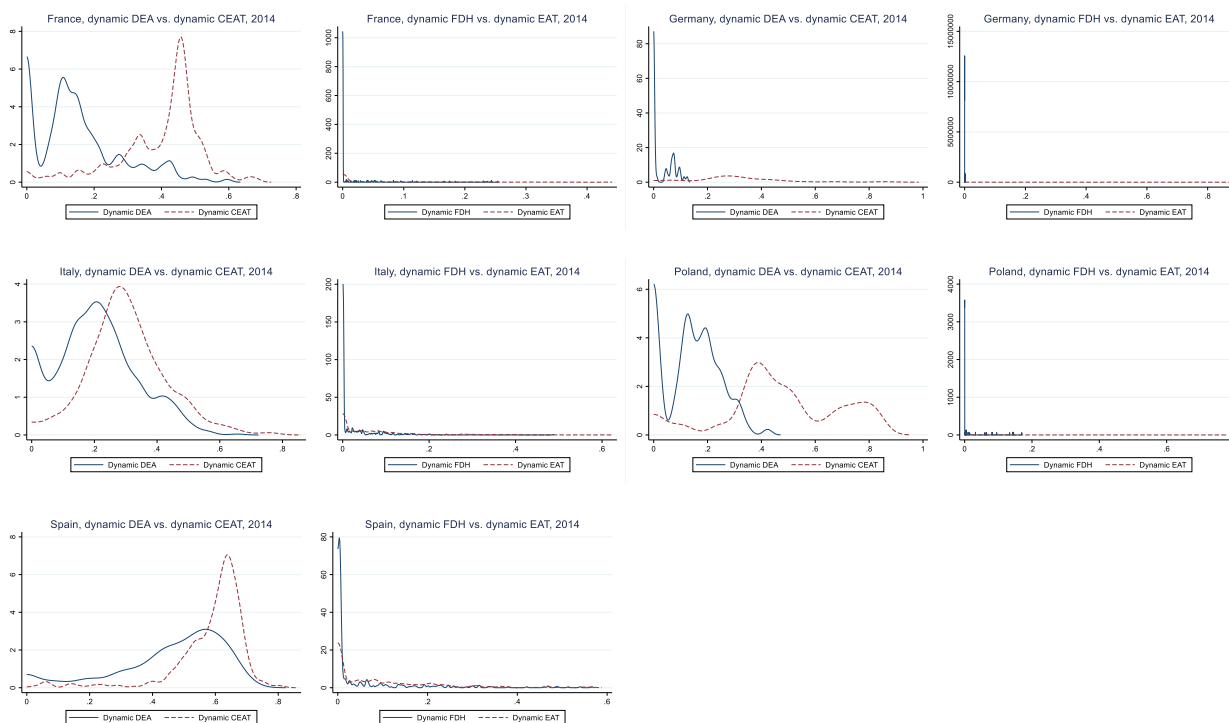 France, dynamic DEA vs. dynamic CEAT, 2014
8
6
4
2
0
0 .2 .4 .6 .8
Dynamic DEA Dynamic CEAT
France, dynamic FDH vs. EAT, 2014
1000
800
600
400
200
0
0 .1 .2 .3 .4
Dynamic FDH Dynamic EAT
Germany, dynamic DEA vs. dynamic CEAT, 2014
80
60
40
20
0
0 .2 .4 .6 .8 1
Dynamic DEA Dynamic CEAT
Germany, dynamic FDH vs. EAT, 2014
15000000
10000000
5000000
0
0 .2 .4 .6 .8
Dynamic FDH Dynamic EAT
Italy, dynamic DEA vs. dynamic CEAT, 2014
4
3
2
1
0
0 .2 .4 .6 .8
Dynamic DEA Dynamic CEAT
Italy, dynamic FDH vs. dynamic EAT, 2014
200
150
100
50
0
0 .2 .4 .6
Dynamic FDH Dynamic EAT
Poland, dynamic DEA vs. dynamic CEAT, 2014
6
4
2
0
0 .2 .4 .6 .8 1
Dynamic DEA Dynamic CEAT
Poland, dynamic FDH vs. dynamic EAT, 2014
4000
3000
2000
1000
0
0 .2 .4 .6
Dynamic FDH Dynamic EAT
Spain, dynamic DEA vs. dynamic CEAT, 2014
8
6
4
2
0
0 .2 .4 .6 .8
Dynamic DEA Dynamic CEAT
Spain, dynamic FDH vs. dynamic EAT, 2014
80
60
40
20
0
0 .2 .4 .6
Dynamic FDH Dynamic EAT